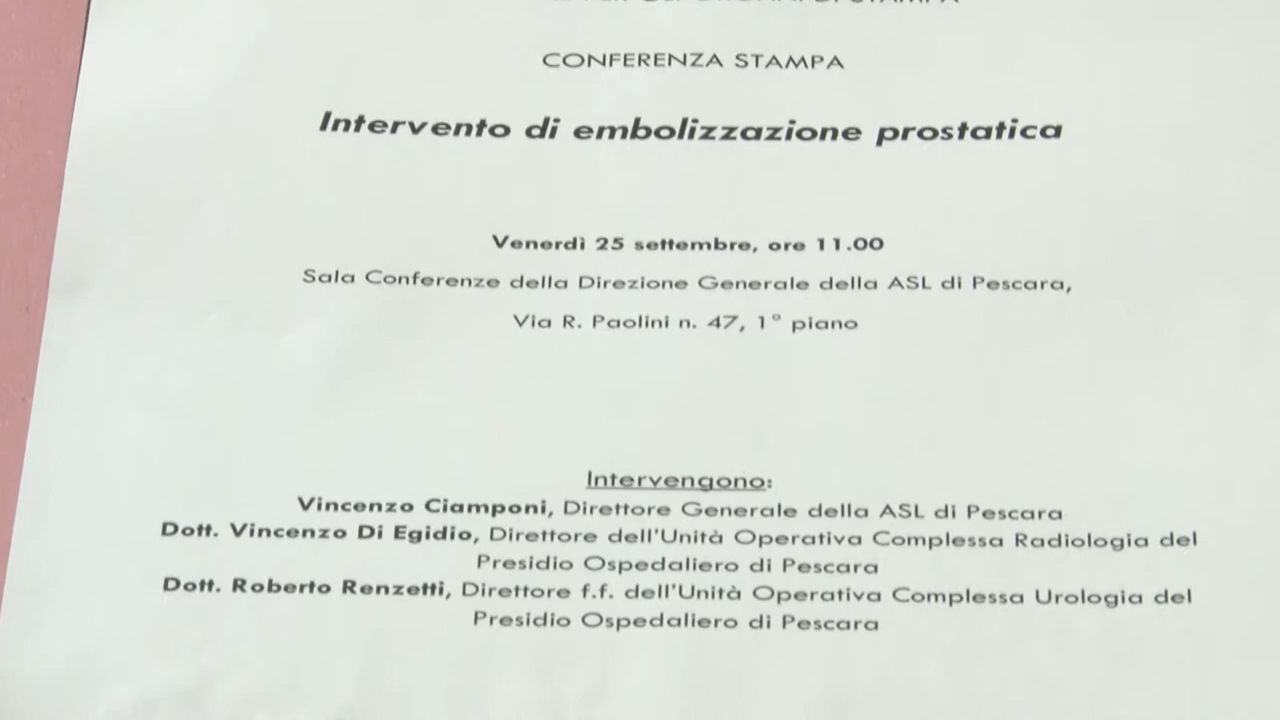 CONFERENZA STAMPA
Intervento di embolizzazione prostatica
Venerdì 25 settembre, ore 11.00
Sala Conferenze della Direzione Generale della ASL di Pescara,
Via R. Paolini n. 47, 1° piano
Intervengono:
Vincenzo Ciamponi, Direttore Generale della ASL di Pescara
Dott. Vincenzo Di Egidio, Direttore dell'Unità Operativa Complessa Radiologia del
Presidio Ospedaliero di Pescara
Dott. Roberto Renzetti, Direttore f.f. dell'Unità Operativa Complessa Urologia del
Presidio Ospedaliero di Pescara